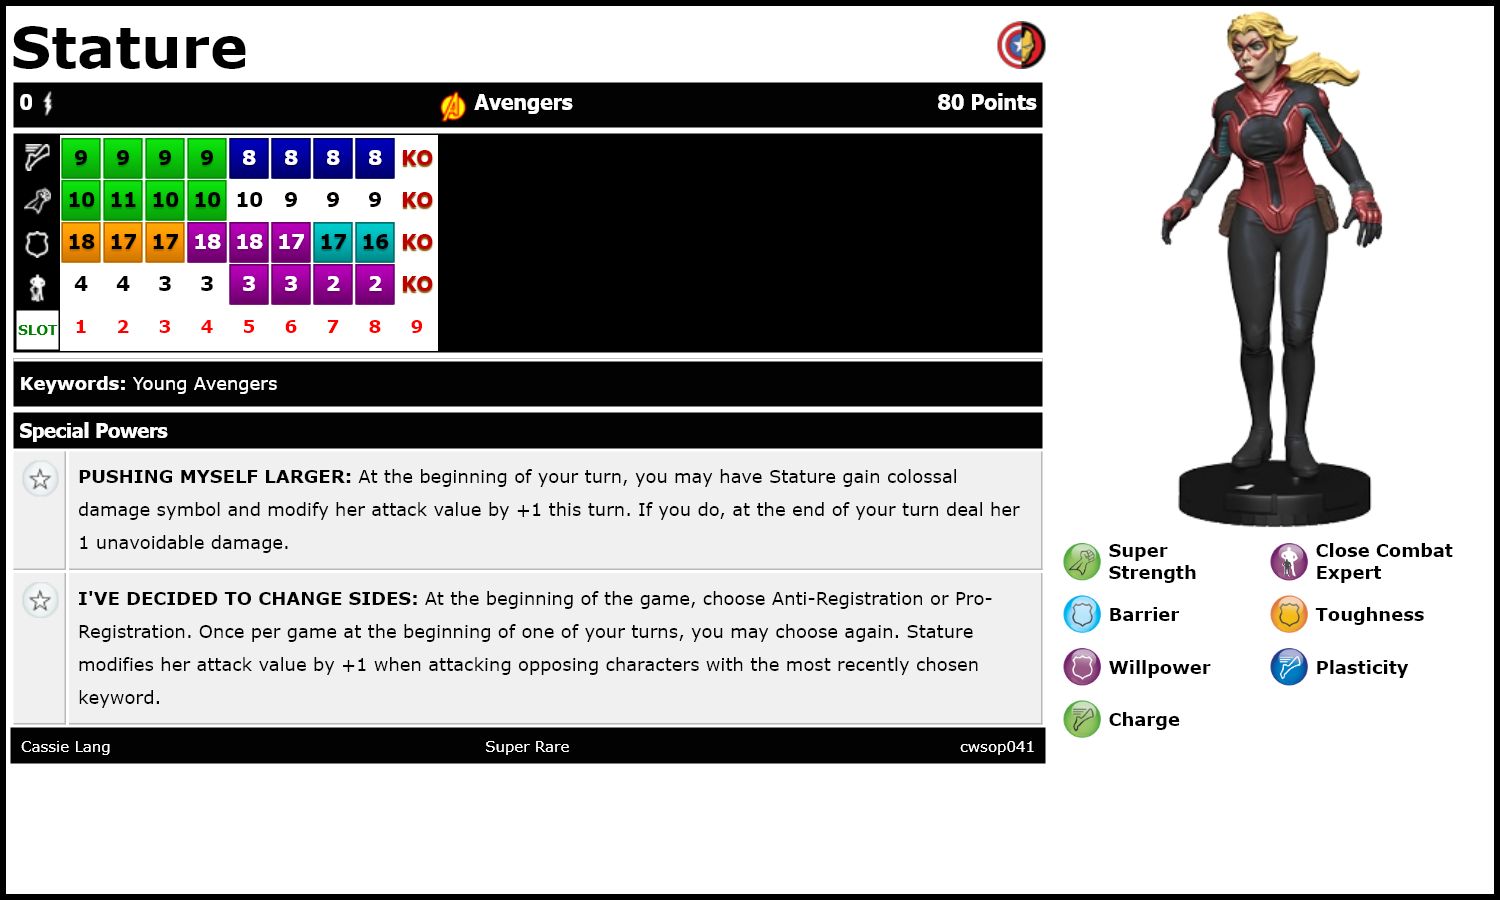 Stature
0 Avengers 80 Points
9 9 9 9 8 8 8 8 KO
10 11 10 10 10 9 9 9 KO
18 17 17 18 18 17 17 16 KO
4 4 3 3 3 3 2 2 KO
SLOT 1 2 3 4 5 6 7 8 9
Keywords: Young Avengers
Special Powers
PUSHING MYSELF LARGER: At the beginning of your turn, you may have Stature gain colossal
damage symbol and modify her attack value by +1 this turn. If you do, at the end of your turn deal her
1 unavoidable damage.
I'VE DECIDED TO CHANGE SIDES: At the beginning of the game, choose Anti-Registration or Pro-
Registration. Once per game at the beginning of one of your turns, you may choose again. Stature
modifies her attack value by +1 when attacking opposing characters with the most recently chosen
keyword.
Cassie Lang Super Rare cwsop041
Super
Strength
Close Combat
Expert
Barrier
Toughness
Willpower
Plasticity
Charge